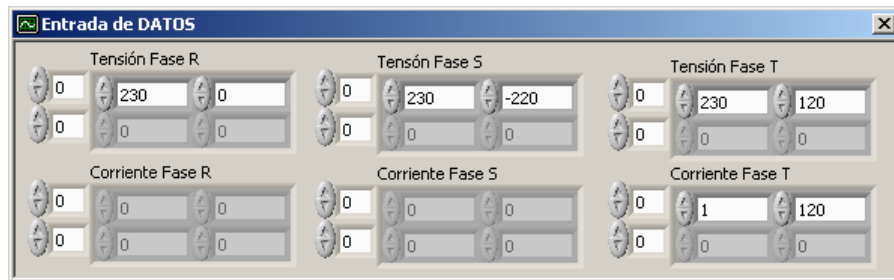 Entrada de DATOS
Tensión Fase R Tensón Fase S Tensión Fase T
0 230 0 0 230 -220 0 230 120
0 0 0 0 0 0 0 0 0
Corriente Fase R Corriente Fase S Corriente Fase T
0 0 0 0 0 0 0 1 120
0 0 0 0 0 0 0 0 0